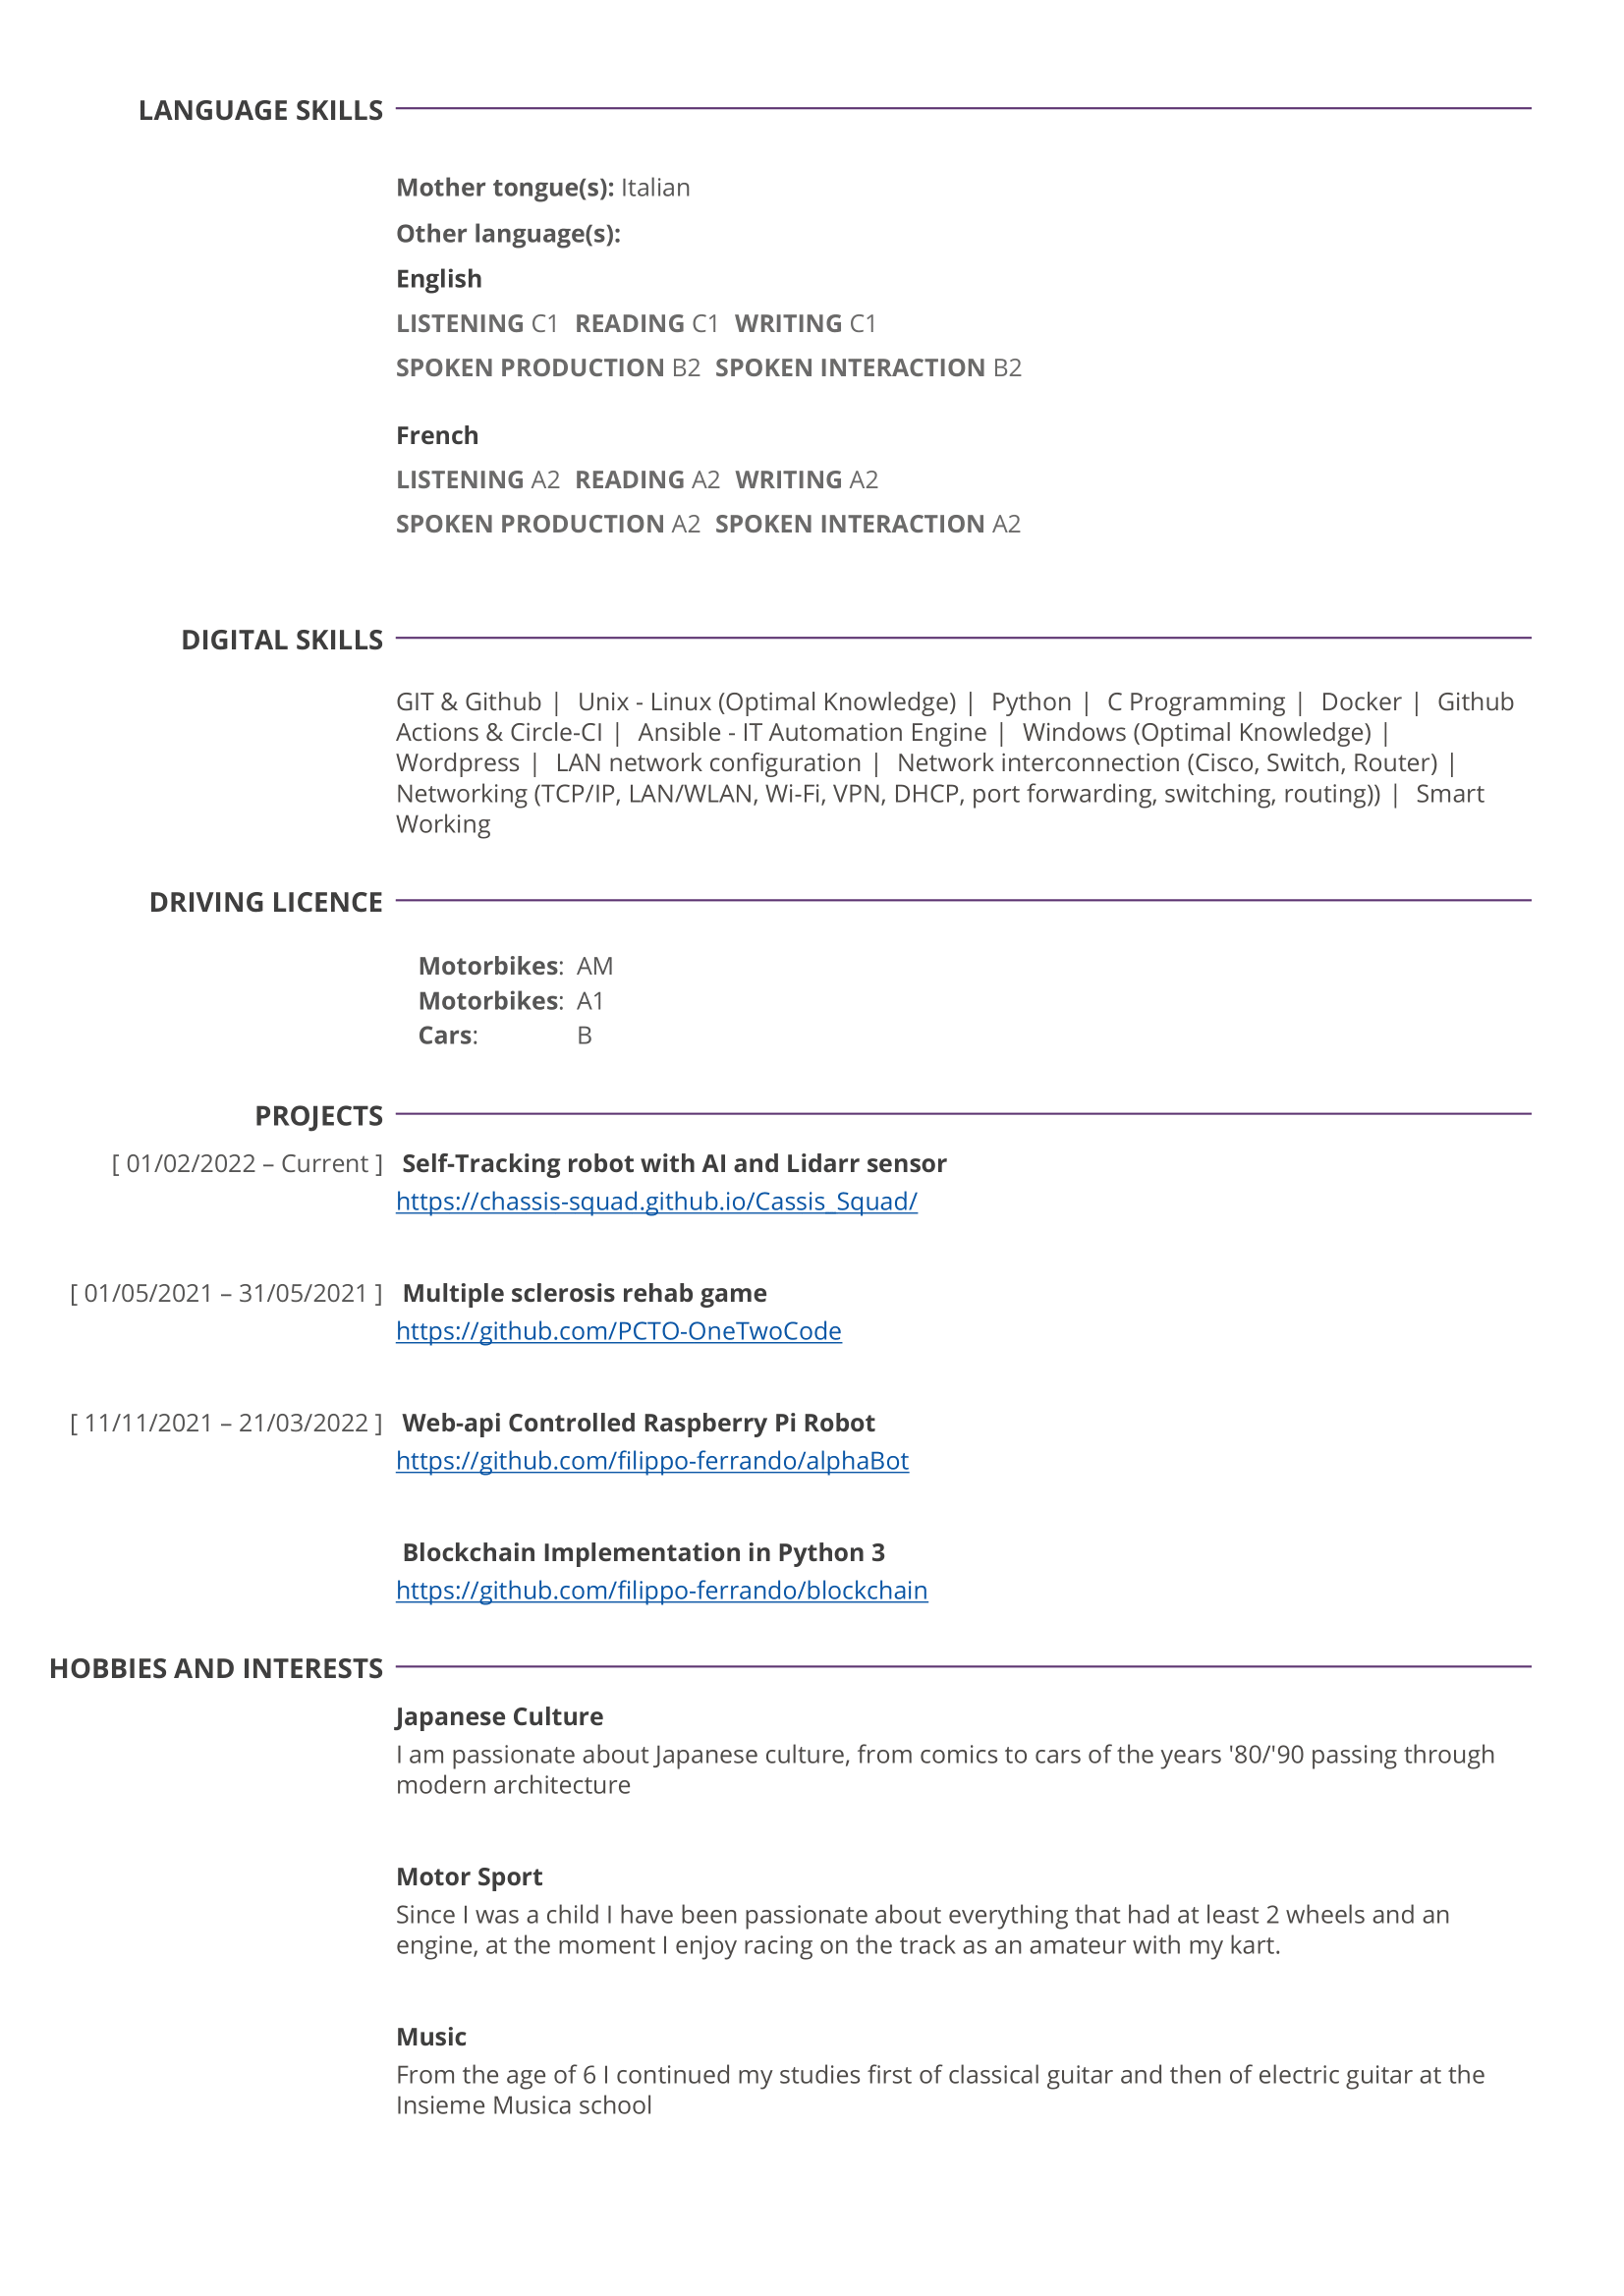 LANGUAGE SKILLS
Mother tongue(s): Italian
Other language(s):
English
LISTENING C1 READING C1 WRITING C1
SPOKEN PRODUCTION B2 SPOKEN INTERACTION B2
French
LISTENING A2 READING A2 WRITING A2
SPOKEN PRODUCTION A2 SPOKEN INTERACTION A2
DIGITAL SKILLS
GIT & Github | Unix - Linux (Optimal Knowledge) | Python | C Programming | Docker | Github
Actions & Circle-CI | Ansible - IT Automation Engine | Windows (Optimal Knowledge) |
Wordpress | LAN network configuration | Network interconnection (Cisco, Switch, Router) |
Networking (TCP/IP, LAN/WLAN, Wi-Fi, VPN, DHCP, port forwarding, switching, routing)) | Smart
Working
DRIVING LICENCE
Motorbikes: AM
Motorbikes: A1
Cars: B
PROJECTS
[ 01/02/2022 – Current ] Self-Tracking robot with AI and Lidarr sensor
https://chassis-squad.github.io/Cassis_Squad/
[ 01/05/2021 – 31/05/2021 ] Multiple sclerosis rehab game
https://github.com/PCTO-OneTwoCode
[ 11/11/2021 – 21/03/2022 ] Web-api Controlled Raspberry Pi Robot
https://github.com/filippo-ferrando/alphaBot
Blockchain Implementation in Python 3
https://github.com/filippo-ferrando/blockchain
HOBBIES AND INTERESTS
Japanese Culture
I am passionate about Japanese culture, from comics to cars of the years '80/'90 passing through
modern architecture
Motor Sport
Since I was a child I have been passionate about everything that had at least 2 wheels and an
engine, at the moment I enjoy racing on the track as an amateur with my kart.
Music
From the age of 6 I continued my studies first of classical guitar and then of electric guitar at the
Insieme Musica school